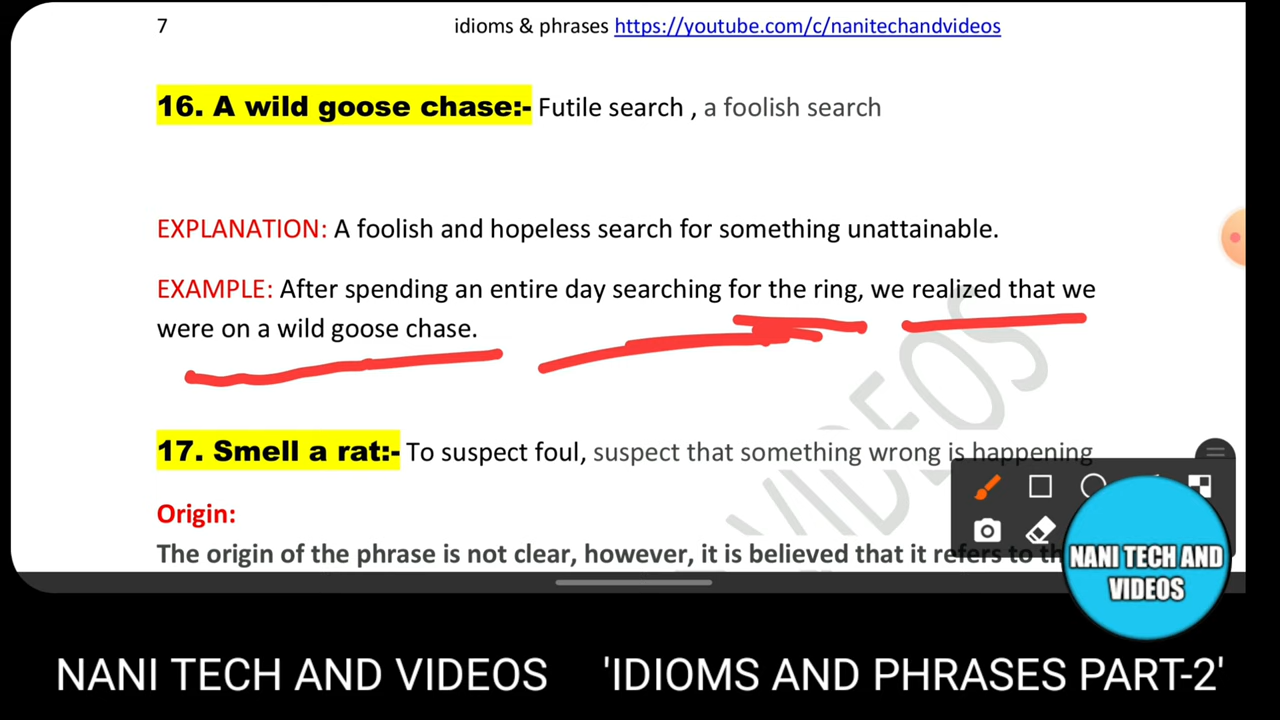 7 idioms & phrases https://youtube.com/c/nanitechandvideos
16. A wild goose chase:- Futile search , a foolish search
EXPLANATION: A foolish and hopeless search for something unattainable.
EXAMPLE: After spending an entire day searching for the ring, we realized that we
were on a wild goose chase.
17. Smell a rat:- To suspect foul, suspect that something wrong is happening
Origin:
The origin of the phrase is not clear, however, it is believed that it refers to
VIDEOS
NANI TECH AND
VIDEOS
NANI TECH AND VIDEOS 'IDIOMS AND PHRASES PART-2'